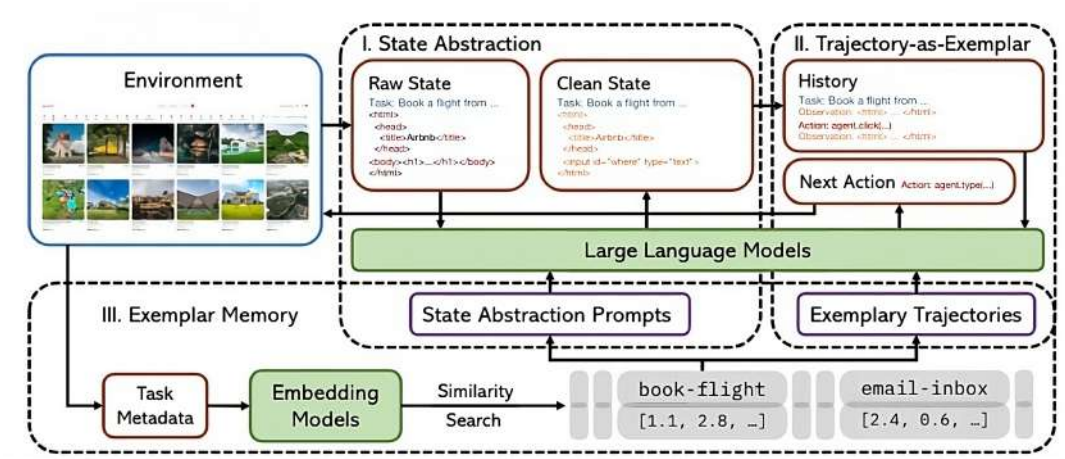 I. State Abstraction
II. Trajectory-as-Exemplar
Environment
Raw State
Task: Book a flight from ...
<html>
<head>
<title>Airbnb</title>
</head>
<body><h1>...</h1></body>
</html>
Clean State
Task: Book a flight from ...
<html>
<head>
<title>Airbnb</title>
</head>
<input id="where" type="text">
</html>
History
Task: Book a flight from ...
Observation: <html> ... </html>
Action: agent.click(...)
Observation: <html> ... </html>
Next Action Action: agent.type(...)
Large Language Models
III. Exemplar Memory
State Abstraction Prompts
Exemplary Trajectories
Task
Metadata
Embedding
Models
Similarity
Search
book-flight
[1.1, 2.8, …]
email-inbox
[2.4, 0.6, …]